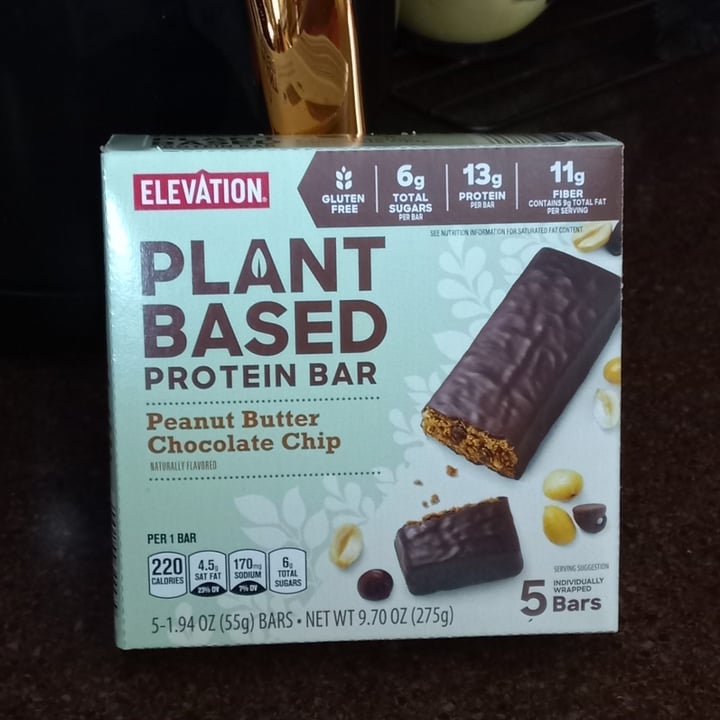 PLANT
BASED
ELEVATION®
GLUTEN
FREE
6g
TOTAL
SUGARS
PER BAR
13g
PROTEIN
PER BAR
11g
FIBER
CONTAINS 9g TOTAL FAT
PER SERVING
SEE NUTRITION INFORMATION FOR SATURATED FAT CONTENT
PLANT
BASED
PROTEIN BAR
Peanut Butter
Chocolate Chip
NATURALLY FLAVORED
PER 1 BAR
220
CALORIES
4.5g
SAT FAT
23% DV
170mg
SODIUM
7% DV
6g
TOTAL
SUGARS
SERVING SUGGESTION
5 INDIVIDUALLY
WRAPPED
Bars
5-1.94 OZ (55g) BARS • NET WT 9.70 OZ (275g)